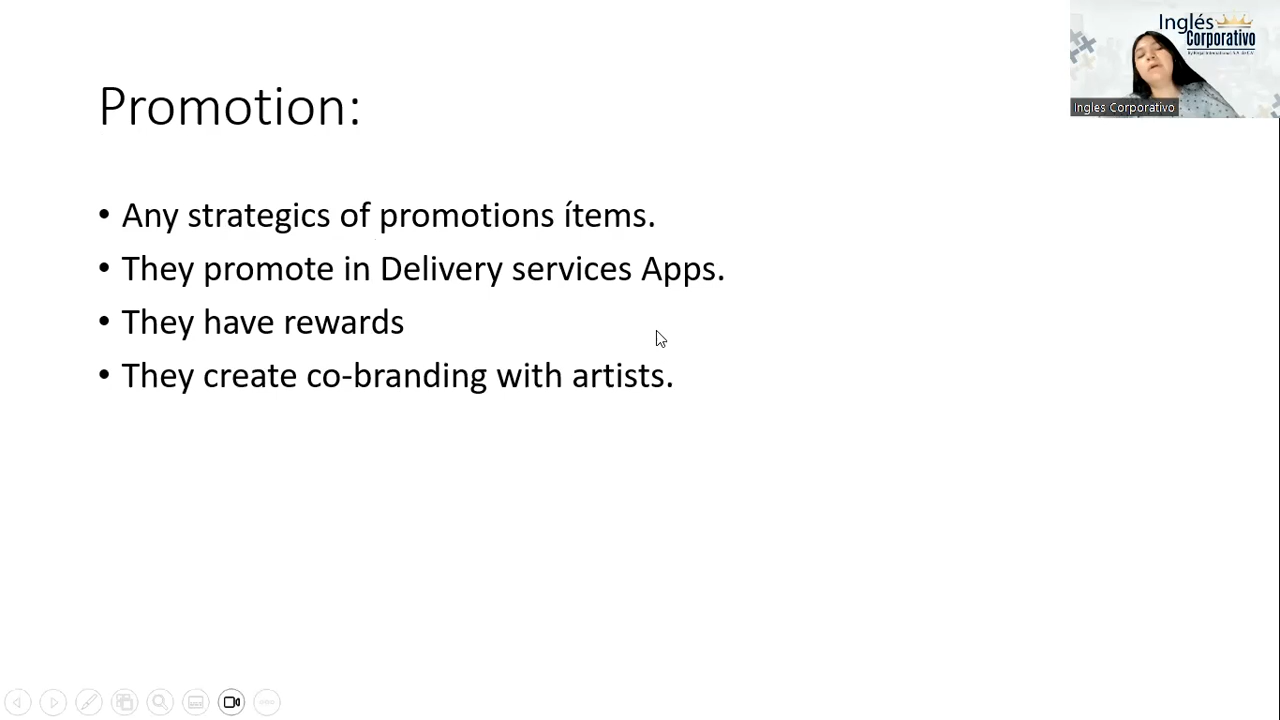 Inglés
Corporativo
Ingles Corporativo
Promotion:
• Any strategics of promotions ítems.
• They promote in Delivery services Apps.
• They have rewards
• They create co-branding with artists.